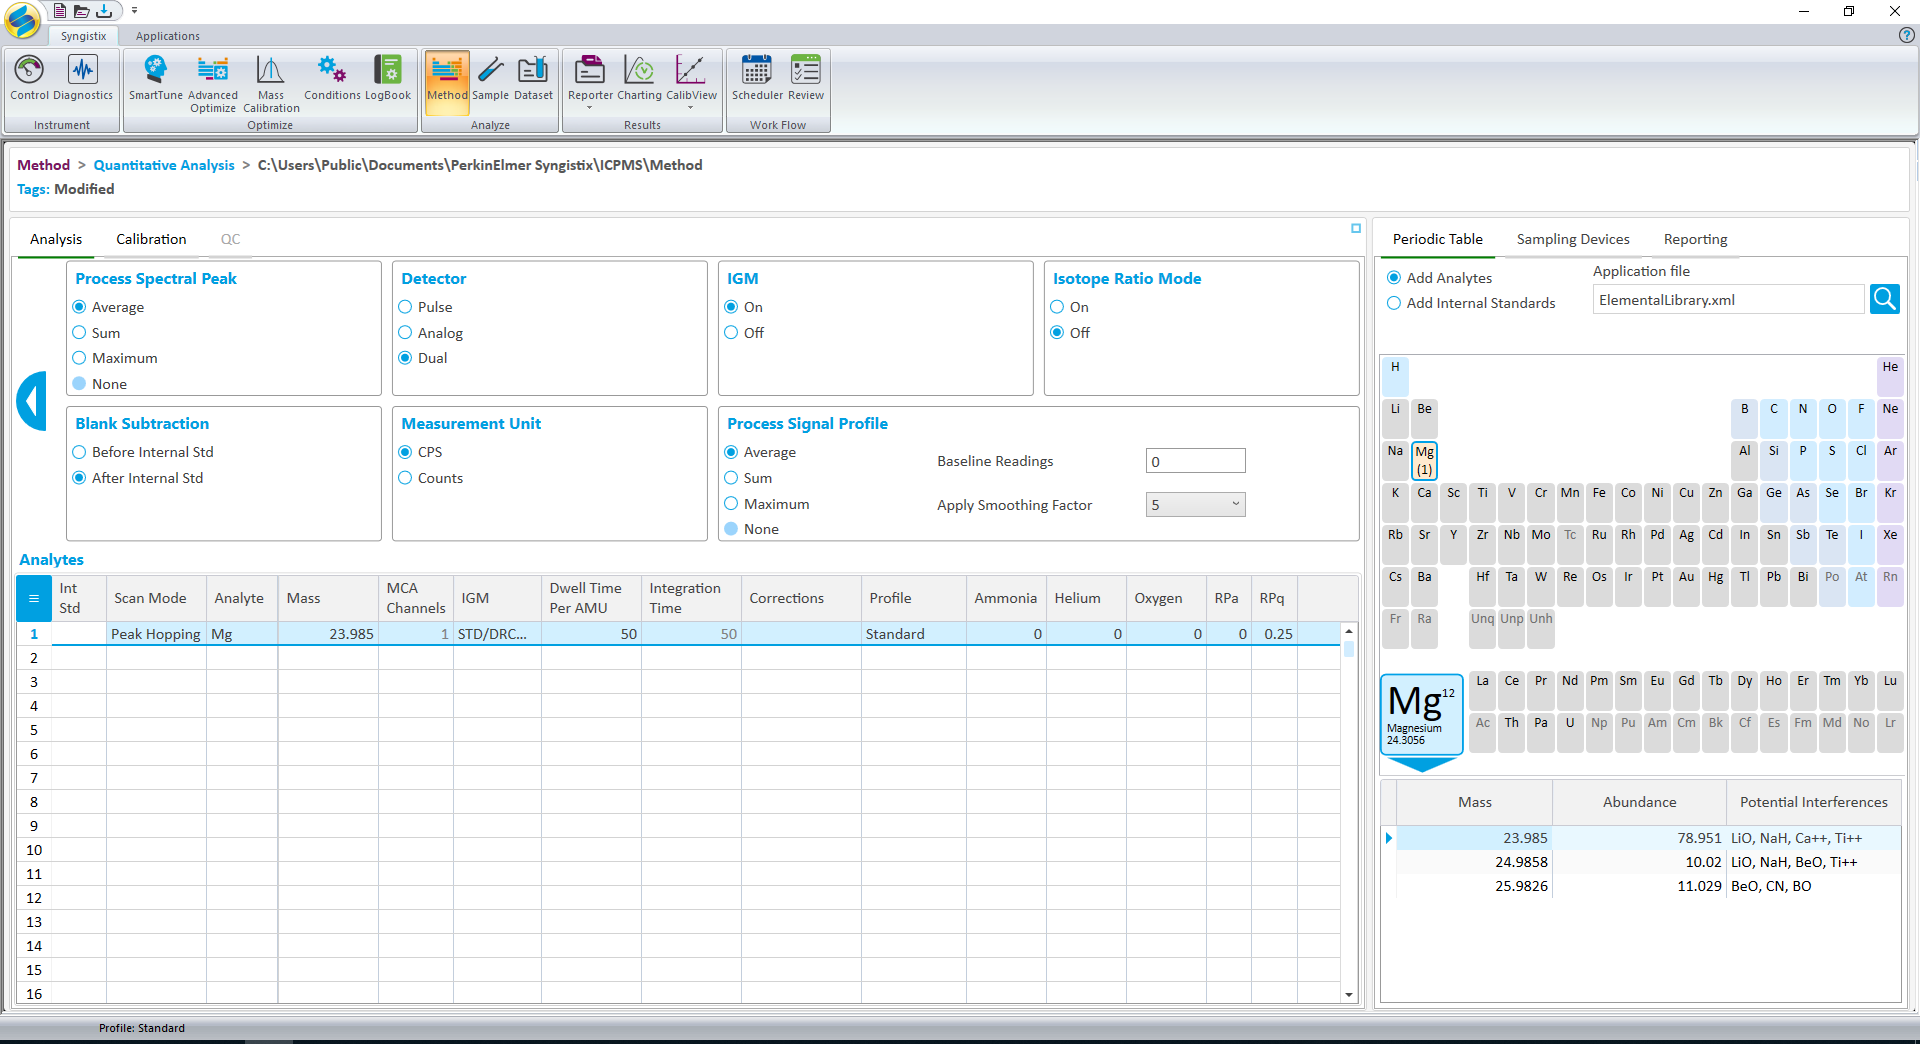 Syngistix Applications
Control Diagnostics SmartTune Advanced Optimize Mass Calibration Conditions LogBook Method Sample Dataset Reporter Charting CalibView Scheduler Review
Instrument Optimize Analyze Results Work Flow
Method > Quantitative Analysis > C:\Users\Public\Documents\PerkinElmer Syngistix\ICPMS\Method
Tags: Modified
Analysis Calibration QC
Process Spectral Peak
Average
Sum
Maximum
None
Detector
Pulse
Analog
Dual
IGM
On
Off
Isotope Ratio Mode
On
Off
Blank Subtraction
Before Internal Std
After Internal Std
Measurement Unit
CPS
Counts
Process Signal Profile
Average
Sum
Maximum
None
Baseline Readings 0
Apply Smoothing Factor 5
Analytes
Int Std Scan Mode Analyte Mass MCA Channels IGM Dwell Time Per AMU Integration Time Corrections Profile Ammonia Helium Oxygen RPa RPq
1 Peak Hopping Mg 23.985 1 STD/DRC... 50 50 Standard 0 0 0 0 0.25
2
3
4
5
6
7
8
9
10
11
12
13
14
15
16
Periodic Table Sampling Devices Reporting
Add Analytes
Add Internal Standards
Application file
ElementalLibrary.xml
H He
Li Be B C N O F Ne
Na Mg (1) Al Si P S Cl Ar
K Ca Sc Ti V Cr Mn Fe Co Ni Cu Zn Ga Ge As Se Br Kr
Rb Sr Y Zr Nb Mo Tc Ru Rh Pd Ag Cd In Sn Sb Te I Xe
Cs Ba Hf Ta W Re Os Ir Pt Au Hg Tl Pb Bi Po At Rn
Fr Ra Unq Unp Unh
La Ce Pr Nd Pm Sm Eu Gd Tb Dy Ho Er Tm Yb Lu
Ac Th Pa U Np Pu Am Cm Bk Cf Es Fm Md No Lr
Mg 12
Magnesium
24.3056
Mass Abundance Potential Interferences
23.985 78.951 LiO, NaH, Ca++, Ti++
24.9858 10.02 LiO, NaH, BeO, Ti++
25.9826 11.029 BeO, CN, BO
Profile: Standard